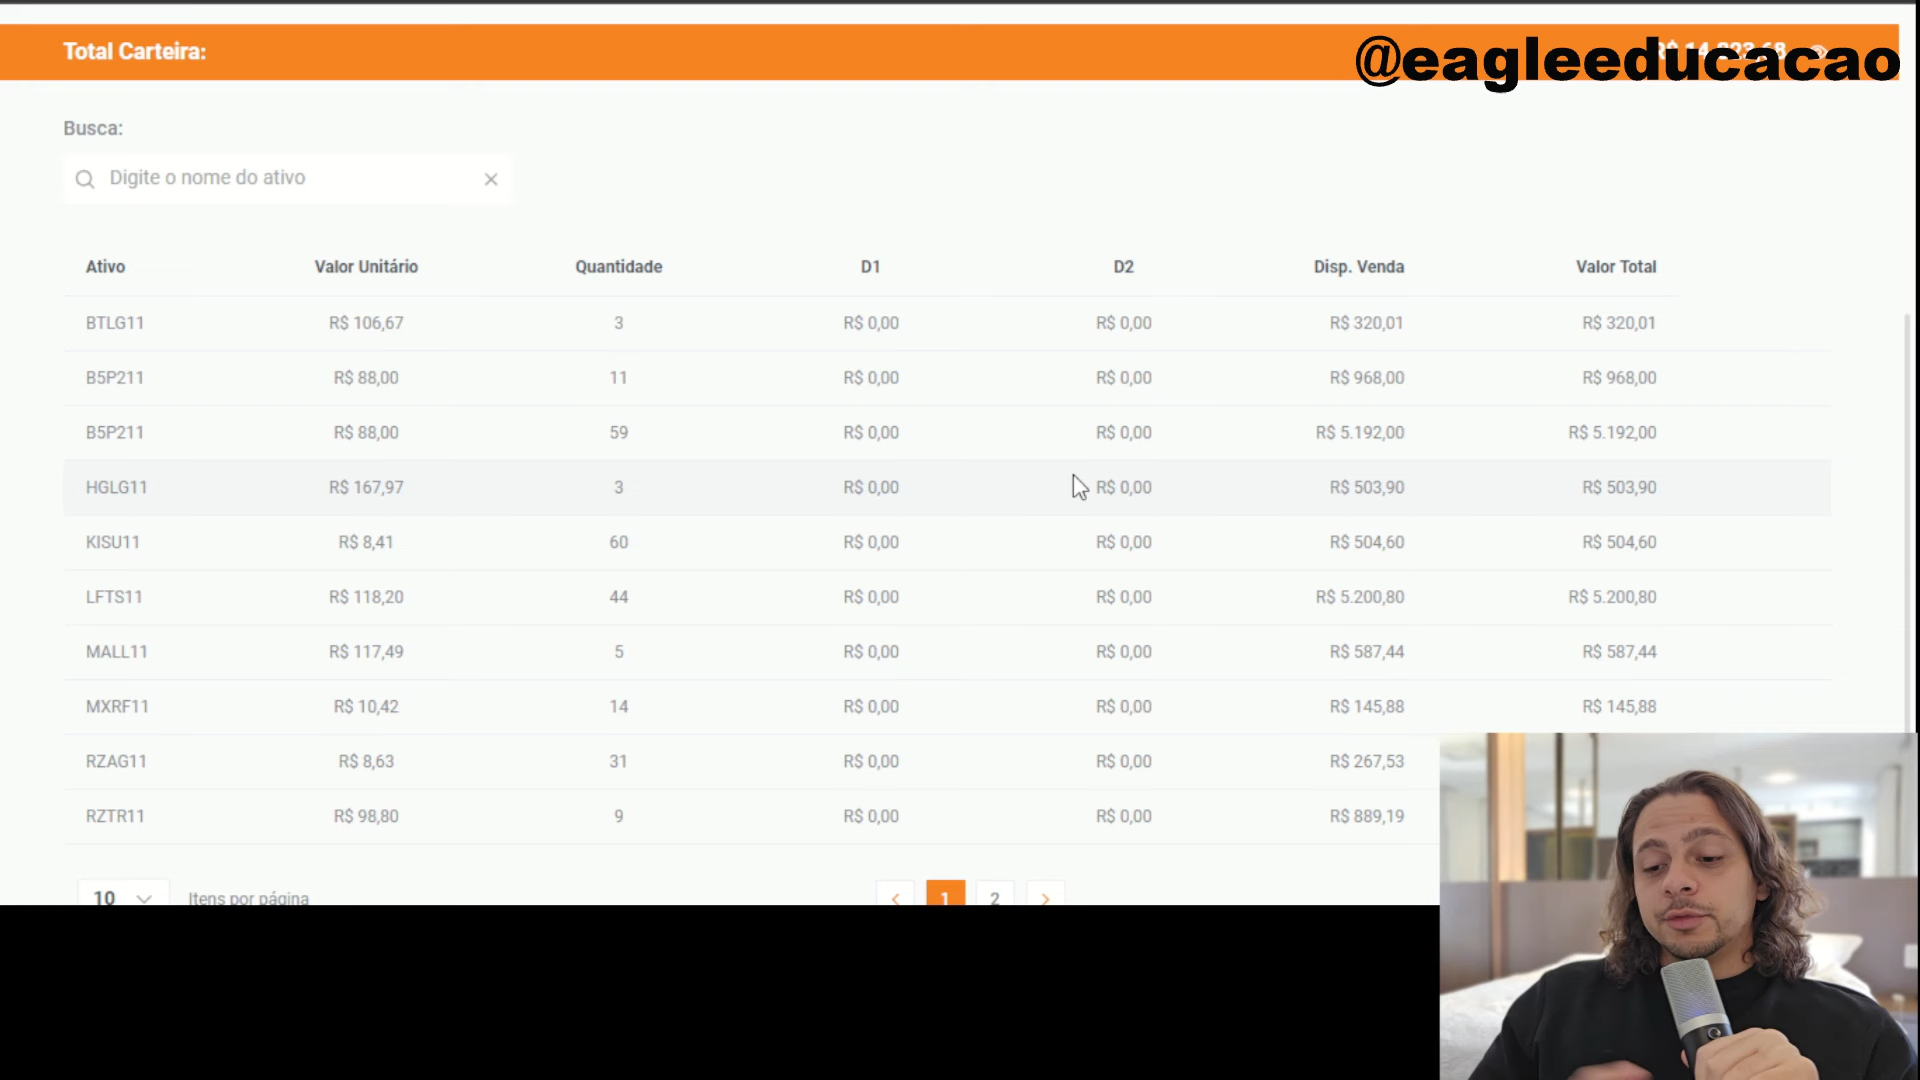 Total Carteira:
@eagleeducacao
Busca:
Digite o nome do ativo
Ativo Valor Unitário Quantidade D1 D2 Disp. Venda Valor Total
BTLG11 R$ 106,67 3 R$ 0,00 R$ 0,00 R$ 320,01 R$ 320,01
B5P211 R$ 88,00 11 R$ 0,00 R$ 0,00 R$ 968,00 R$ 968,00
B5P211 R$ 88,00 59 R$ 0,00 R$ 0,00 R$ 5.192,00 R$ 5.192,00
HGLG11 R$ 167,97 3 R$ 0,00 R$ 0,00 R$ 503,90 R$ 503,90
KISU11 R$ 8,41 60 R$ 0,00 R$ 0,00 R$ 504,60 R$ 504,60
LFTS11 R$ 118,20 44 R$ 0,00 R$ 0,00 R$ 5.200,80 R$ 5.200,80
MALL11 R$ 117,49 5 R$ 0,00 R$ 0,00 R$ 587,44 R$ 587,44
MXRF11 R$ 10,42 14 R$ 0,00 R$ 0,00 R$ 145,88 R$ 145,88
RZAG11 R$ 8,63 31 R$ 0,00 R$ 0,00 R$ 267,53
RZTR11 R$ 98,80 9 R$ 0,00 R$ 0,00 R$ 889,19
10 Itens por página 1 2